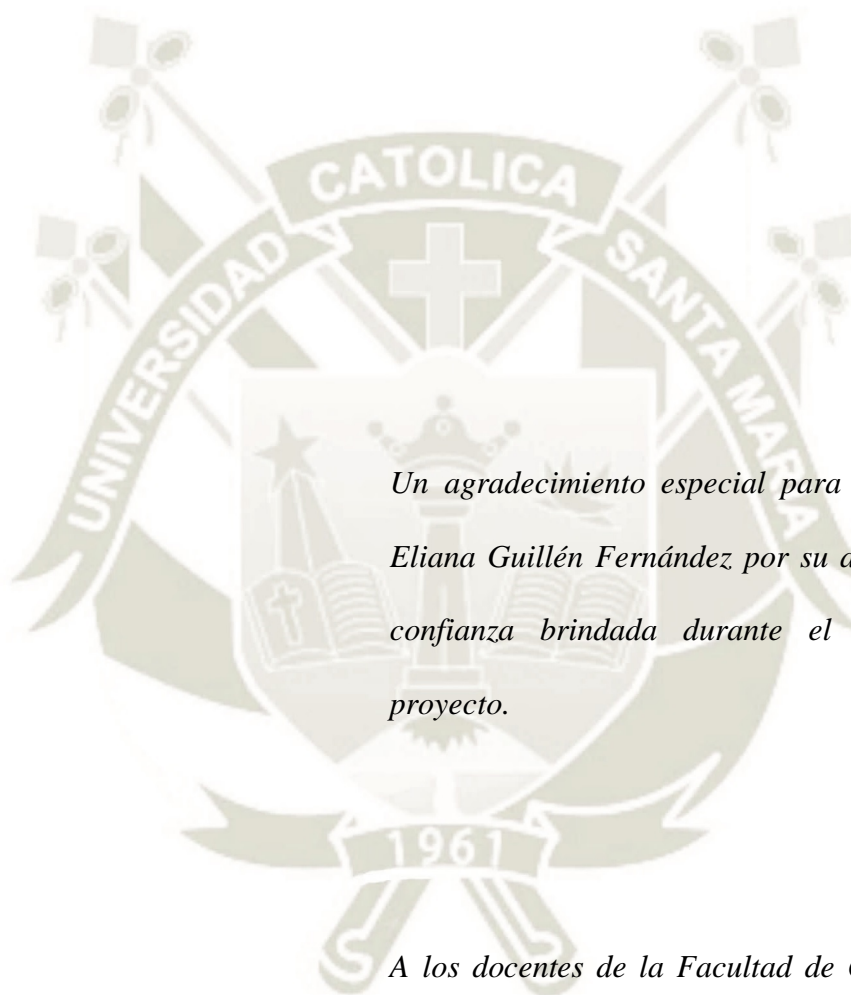 CATOLICA
UNIVERSIDAD
SANTA MARIA
Un agradecimiento especial para
Eliana Guillén Fernández por su
confianza brindada durante el
proyecto.
1961
A los docentes de la Facultad de